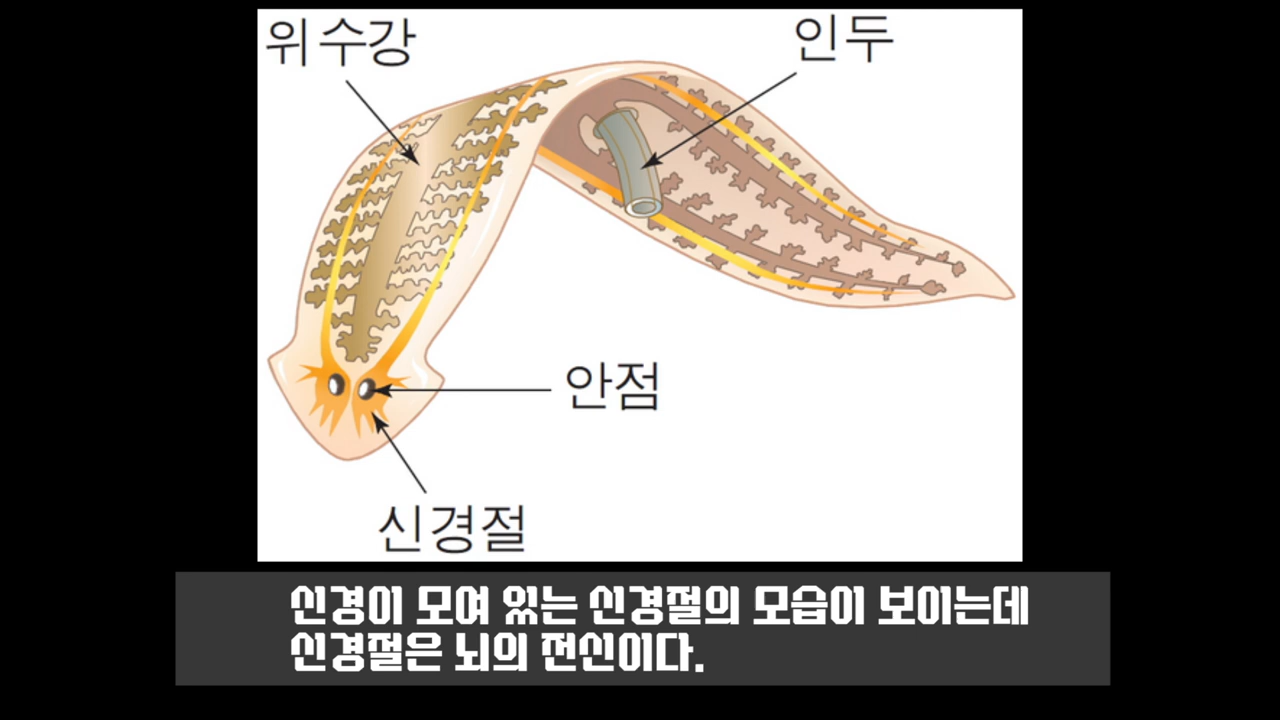 위수강
인두
안점
신경절
신경이 모여 있는 신경절의 모습이 보이는데
신경절은 뇌의 전신이다.